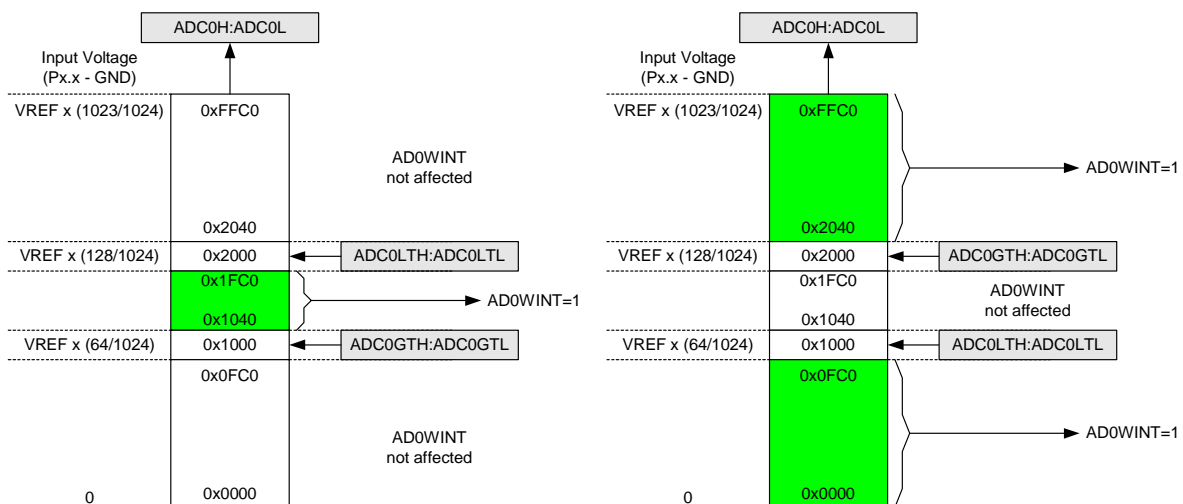 ADC0H:ADC0L
Input Voltage
(Px.x - GND)
VREF x (1023/1024)
0xFFC0
AD0WINT
not affected
0x2040
VREF x (128/1024)
0x2000
ADC0LTH:ADC0LTL
0x1FC0
AD0WINT=1
0x1040
VREF x (64/1024)
0x1000
ADC0GTH:ADC0GTL
0x0FC0
AD0WINT
not affected
0
0x0000
ADC0H:ADC0L
Input Voltage
(Px.x - GND)
VREF x (1023/1024)
0xFFC0
AD0WINT=1
0x2040
VREF x (128/1024)
0x2000
ADC0GTH:ADC0GTL
0x1FC0
AD0WINT
not affected
0x1040
VREF x (64/1024)
0x1000
ADC0LTH:ADC0LTL
0x0FC0
AD0WINT=1
0
0x0000